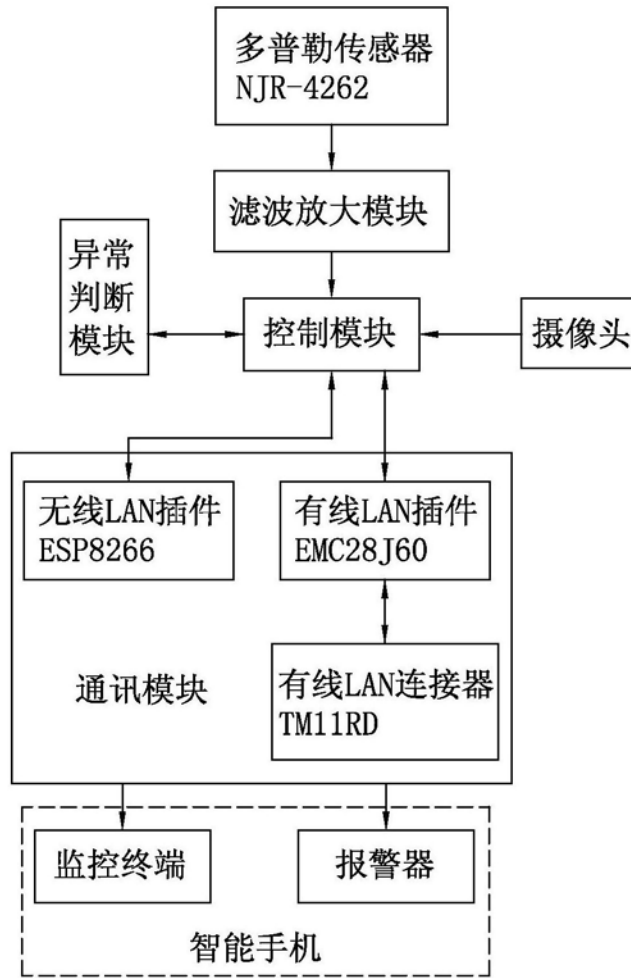 多普勒传感器
NJR-4262
滤波放大模块
异常
判断
模块
控制模块
摄像头
无线LAN插件
ESP8266
有线LAN插件
EMC28J60
通讯模块
有线LAN连接器
TM11RD
监控终端
报警器
智能手机